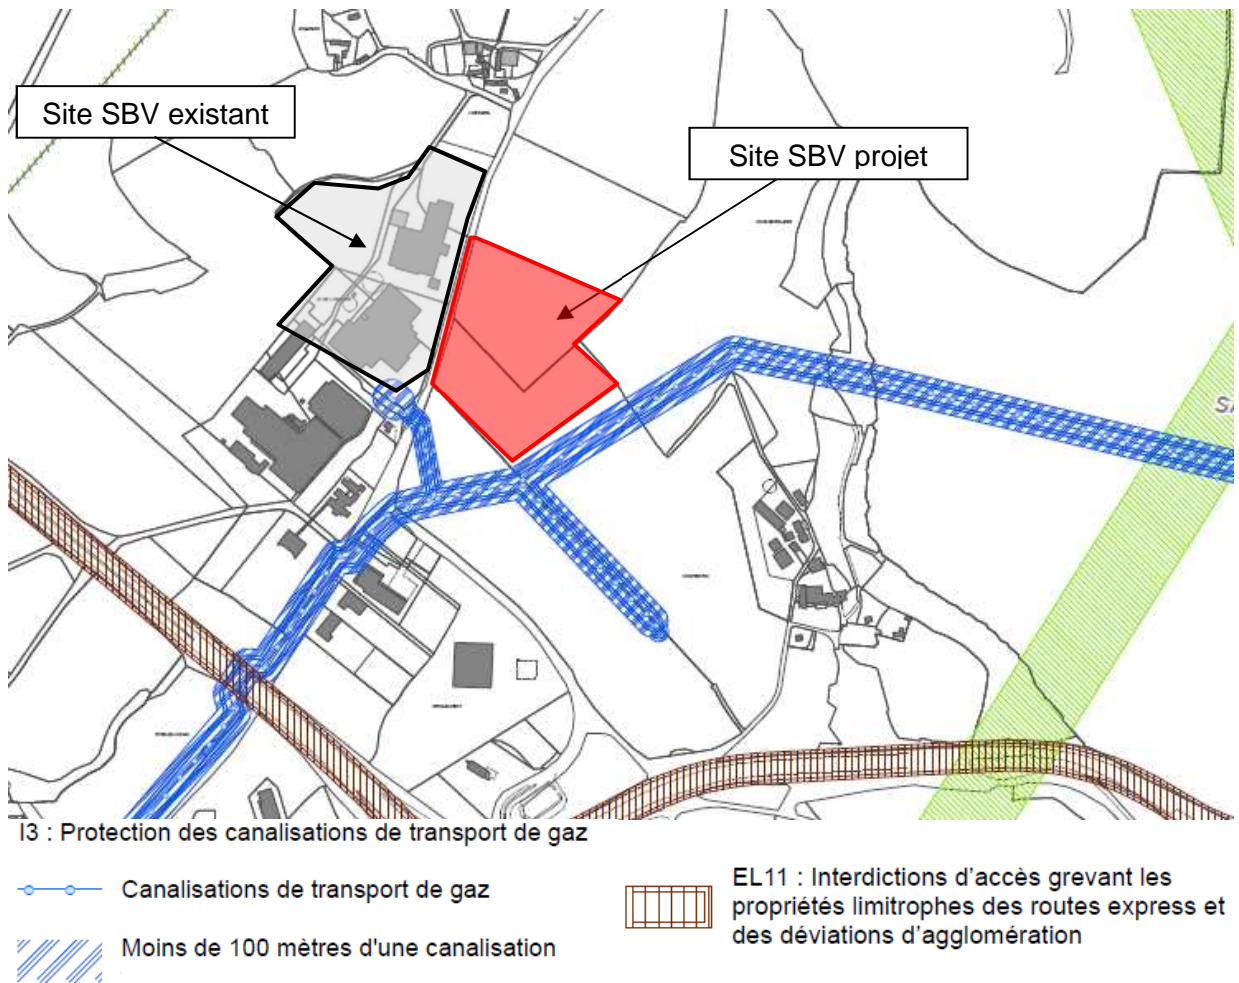 Site SBV existant
Site SBV projet
SA
I3 : Protection des canalisations de transport de gaz
Canalisations de transport de gaz
Moins de 100 mètres d'une canalisation
EL11 : Interdictions d'accès grevant les
propriétés limitrophes des routes express et
des déviations d'agglomération